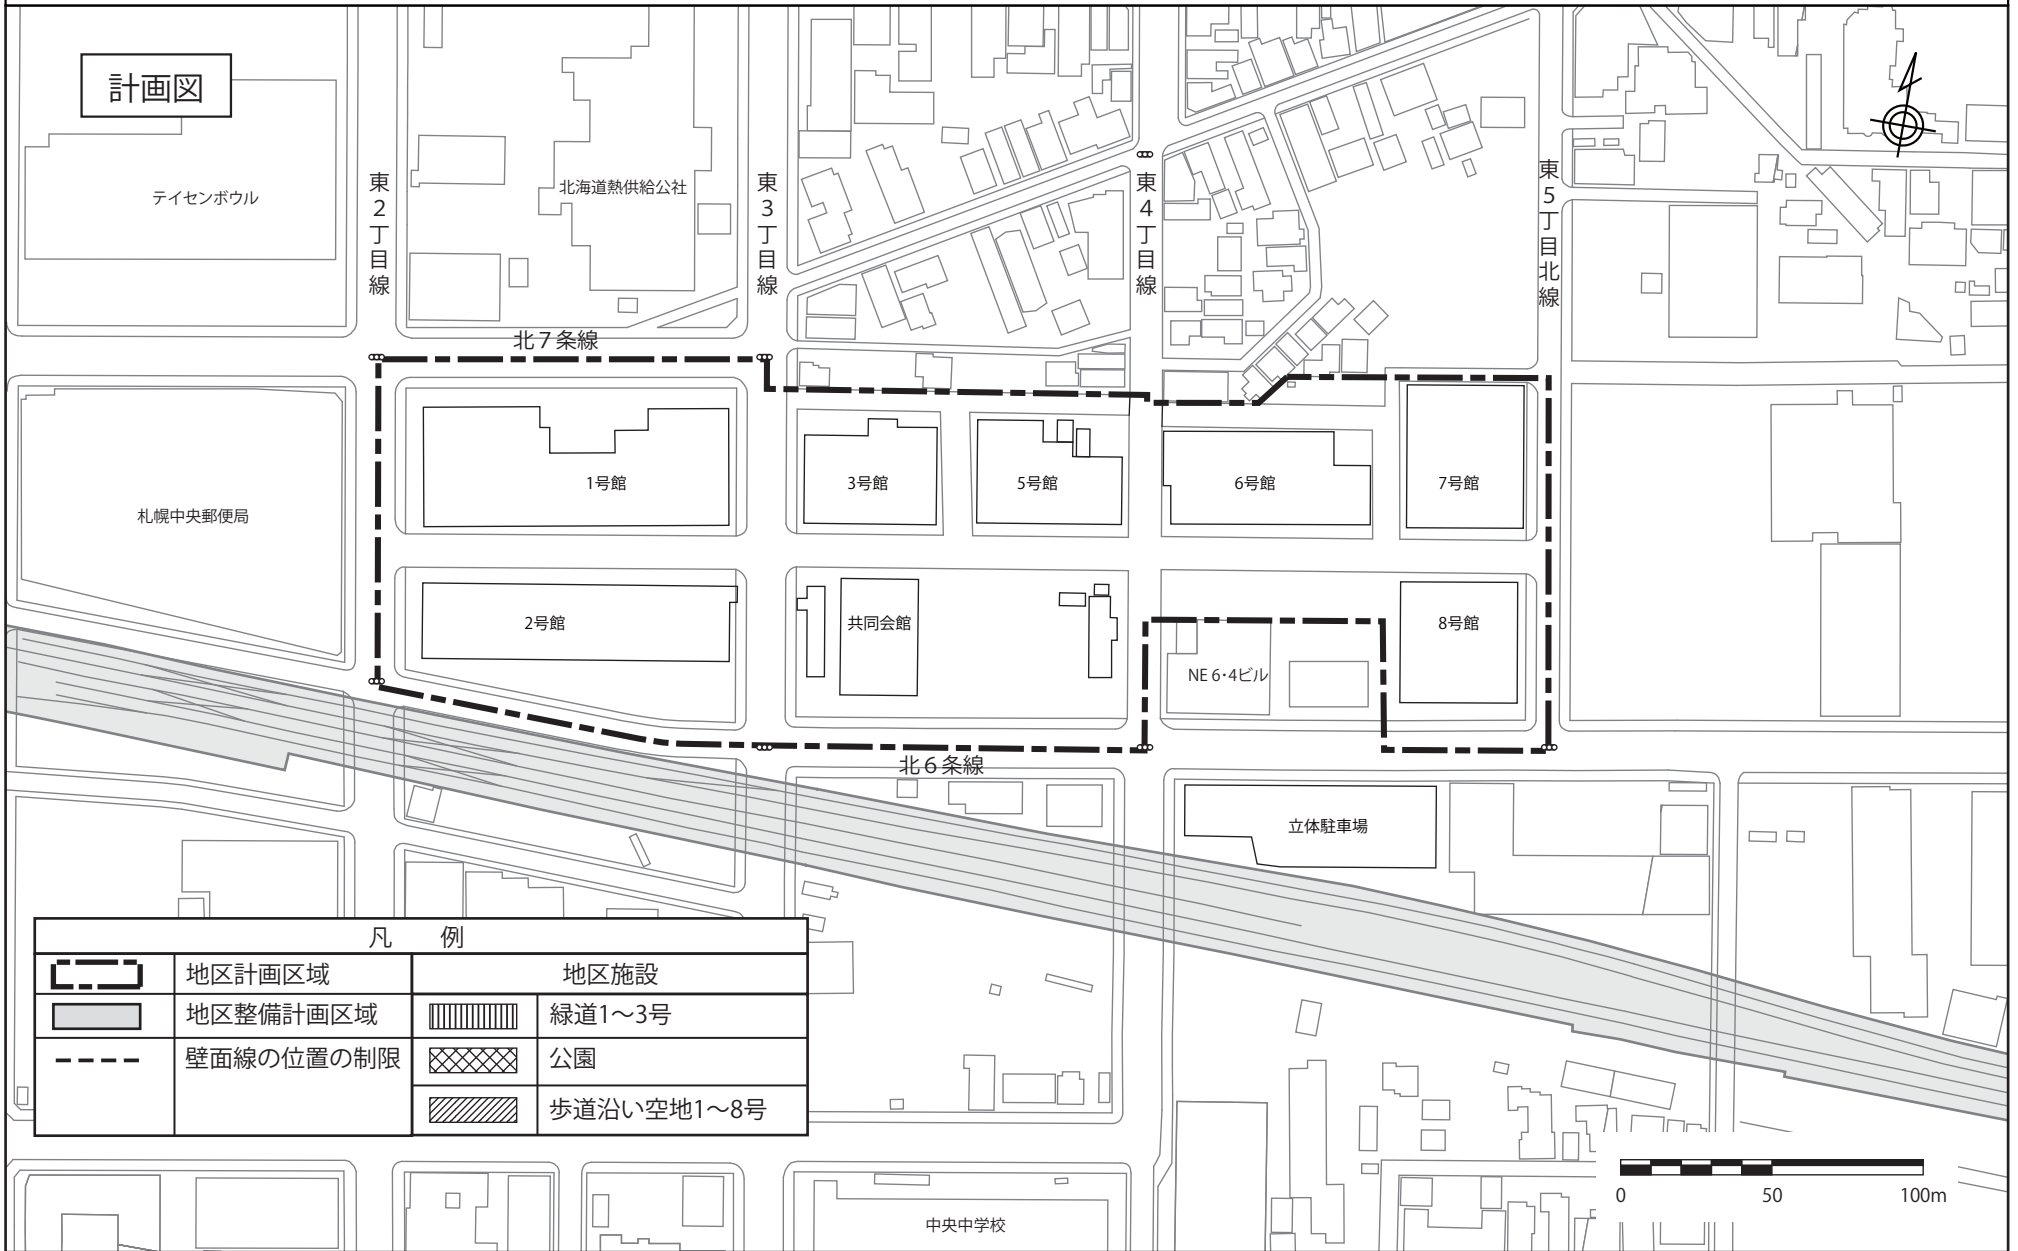 計画図
テイセンボウル
東2丁目線
北海道熱供給公社
東3丁目線
東4丁目線
東5丁目北線
北7条線
札幌中央郵便局
1号館
3号館
5号館
6号館
7号館
2号館
共同会館
8号館
NE 6・4ビル
北6条線
立体駐車場
凡 例
地区計画区域
地区施設
地区整備計画区域
緑道1～3号
壁面線の位置の制限
公園
歩道沿い空地1～8号
0 50 100m
中央中学校